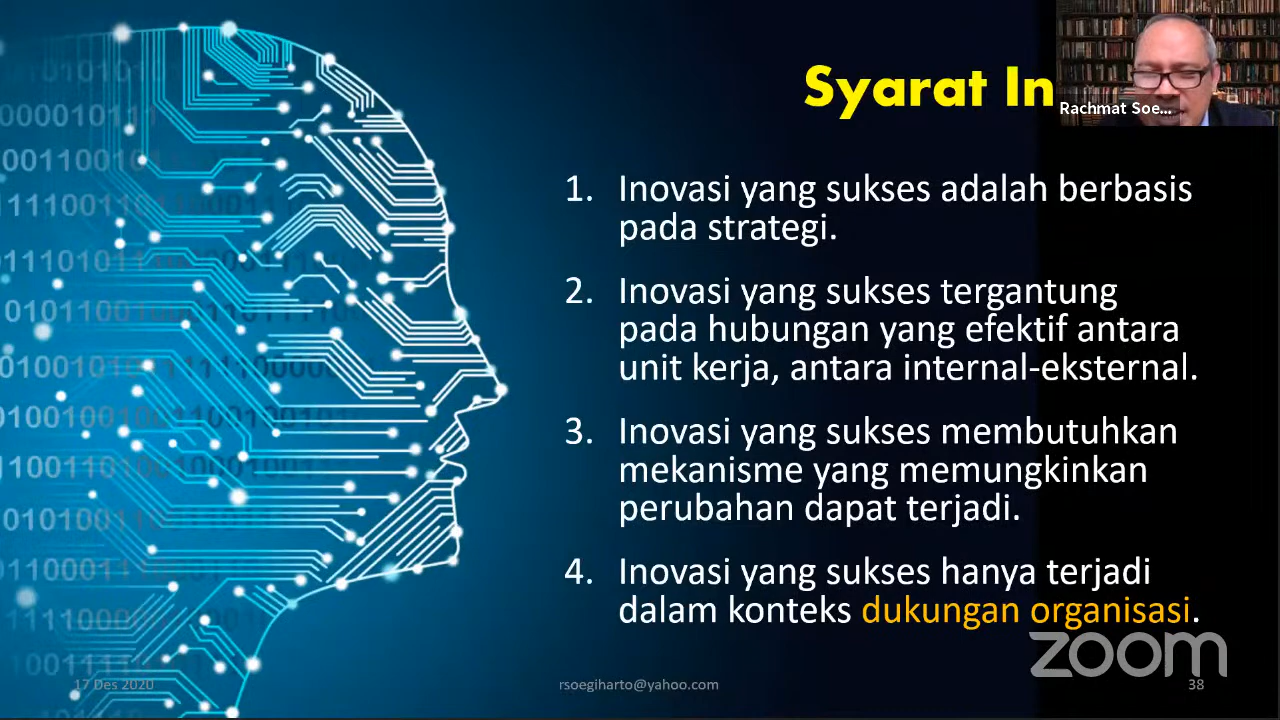 Syarat In
Rachmat Soe...
1. Inovasi yang sukses adalah berbasis
pada strategi.
2. Inovasi yang sukses tergantung
pada hubungan yang efektif antara
unit kerja, antara internal-eksternal.
3. Inovasi yang sukses membutuhkan
mekanisme yang memungkinkan
perubahan dapat terjadi.
4. Inovasi yang sukses hanya terjadi
dalam konteks dukungan organisasi.
zoom
17 Des 2020
rsoegiharto@yahoo.com
38